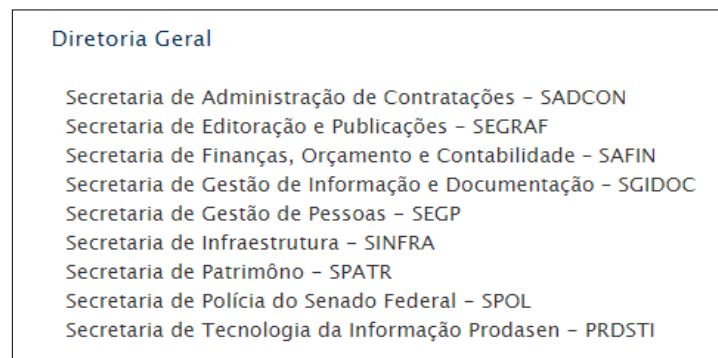 Diretoria Geral
Secretaria de Administração de Contratações – SADCON
Secretaria de Editoração e Publicações – SEGRAF
Secretaria de Finanças, Orçamento e Contabilidade – SAFIN
Secretaria de Gestão de Informação e Documentação – SGIDOC
Secretaria de Gestão de Pessoas – SEGP
Secretaria de Infraestrutura – SINFRA
Secretaria de Patrimôno – SPATR
Secretaria de Polícia do Senado Federal – SPOL
Secretaria de Tecnologia da Informação Prodasen – PRDSTI